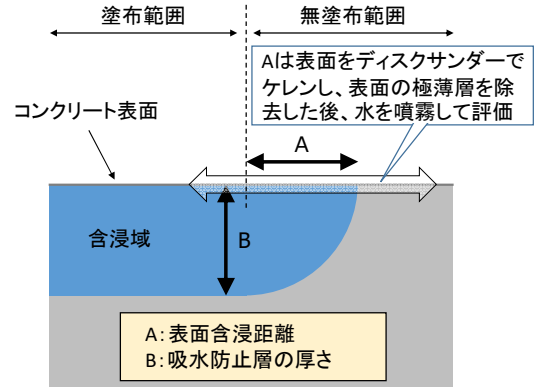 塗布範囲
無塗布範囲
Aは表面をディスクサンダーで
ケレンし、表面の極薄層を除
去した後、水を噴霧して評価
コンクリート表面
A
含浸域
B
A：表面含浸距離
B：吸水防止層の厚さ